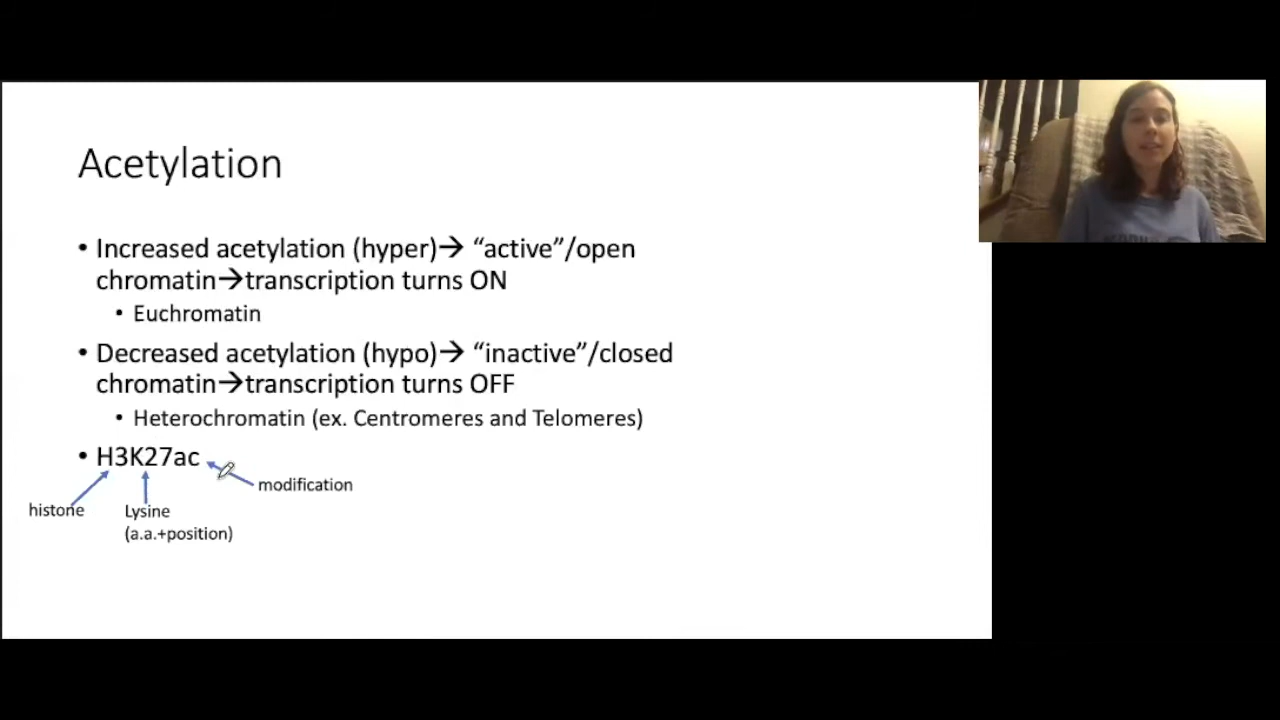 Acetylation
• Increased acetylation (hyper)→ “active”/open
chromatin→transcription turns ON
• Euchromatin
• Decreased acetylation (hypo)→ “inactive”/closed
chromatin→transcription turns OFF
• Heterochromatin (ex. Centromeres and Telomeres)
• H3K27ac
modification
histone
Lysine
(a.a.+position)